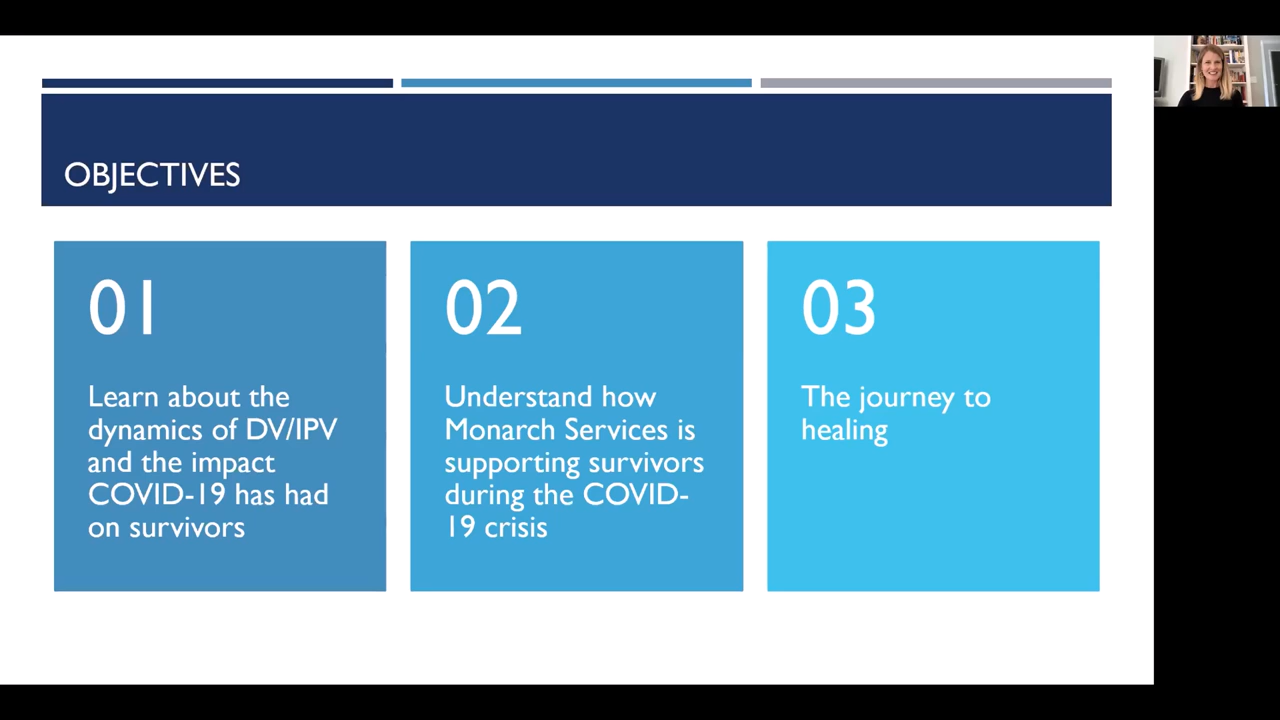 OBJECTIVES
01
Learn about the
dynamics of DV/IPV
and the impact
COVID-19 has had
on survivors
02
Understand how
Monarch Services is
supporting survivors
during the COVID-
19 crisis
03
The journey to
healing